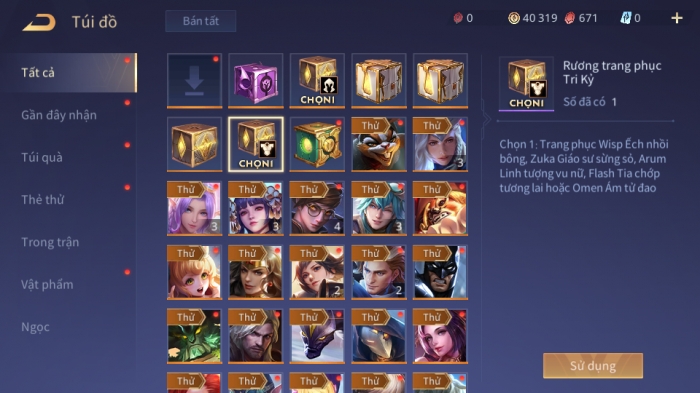 Túi đồ
Bán tất
0
40 319
671
0
+
Tất cả
Gần đây nhận
Túi quà
Thẻ thử
Trong trận
Vật phẩm
Ngọc
CHỌN1
CHỌN1
Thử
Thử
3
Thử
3
Thử
3
Thử
4
Thử
3
Thử
Thử
Thử
Thử
2
Thử
2
Thử
Thử
Thử
Thử
Thử
Thử
Thử
Thử
Thử
Thử
Thử
CHỌN1
Rương trang phục
Tri Kỷ
Số đã có 1
Chọn 1: Trang phục Wisp Ếch nhồi
bông, Zuka Giáo sư sừng sỏ, Arum
Linh tượng vu nữ, Flash Tia chớp
tương lai hoặc Omen Ám tử đao
Sử dụng